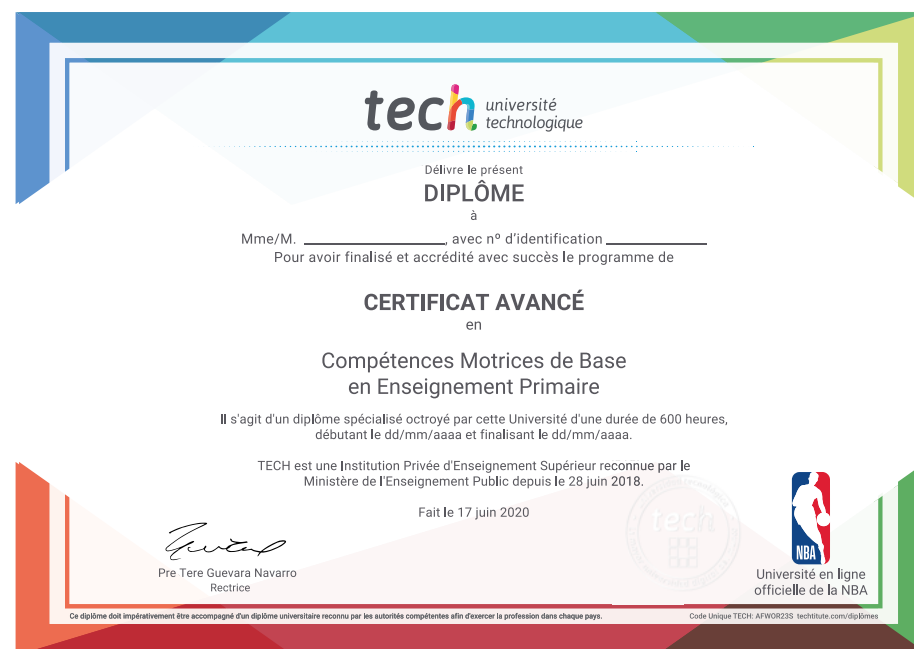 tech université
technologique
Délivre le présent
DIPLÔME
à
Mme/M. ____________________, avec nº d'identification ______________
Pour avoir finalisé et accrédité avec succès le programme de
CERTIFICAT AVANCÉ
en
Compétences Motrices de Base
en Enseignement Primaire
Il s'agit d'un diplôme spécialisé octroyé par cette Université d'une durée de 600 heures,
débutant le dd/mm/aaaa et finalisant le dd/mm/aaaa.
TECH est une Institution Privée d'Enseignement Supérieur reconnue par le
Ministère de l'Enseignement Public depuis le 28 juin 2018.
Fait le 17 juin 2020
tech
NBA
Pre Tere Guevara Navarro
Rectrice
Université en ligne
officielle de la NBA
Ce diplôme doit impérativement être accompagné d'un diplôme universitaire reconnu par les autorités compétentes afin d'exercer la profession dans chaque pays.
Code Unique TECH: AFWOR23S techtitute.com/diplômes